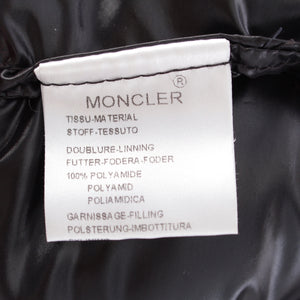 MONCLER®
TISSU-MATERIAL
STOFF-TESSUTO
DOUBLURE-LINNING
FUTTER-FODERA-FODER
100% POLYAMIDE
POLYAMID
POLIAMIDICA
GARNISSAGE-FILLING
POLSTERUNG-IMBOTTITURA